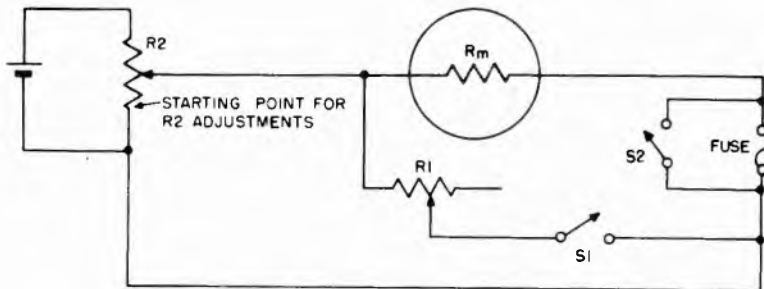 R2
Rm
STARTING POINT FOR
R2 ADJUSTMENTS
S2
FUSE
R1
S1